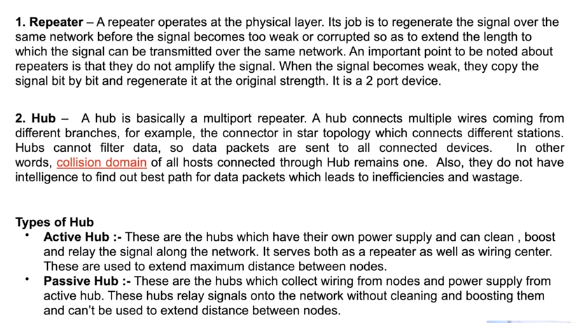 1. Repeater – A repeater operates at the physical layer. Its job is to regenerate the signal over the
same network before the signal becomes too weak or corrupted so as to extend the length to
which the signal can be transmitted over the same network. An important point to be noted about
repeaters is that they do not amplify the signal. When the signal becomes weak, they copy the
signal bit by bit and regenerate it at the original strength. It is a 2 port device.
2. Hub – A hub is basically a multiport repeater. A hub connects multiple wires coming from
different branches, for example, the connector in star topology which connects different stations.
Hubs cannot filter data, so data packets are sent to all connected devices. In other
words, collision domain of all hosts connected through Hub remains one. Also, they do not have
intelligence to find out best path for data packets which leads to inefficiencies and wastage.
Types of Hub
• Active Hub :- These are the hubs which have their own power supply and can clean , boost
and relay the signal along the network. It serves both as a repeater as well as wiring center.
These are used to extend maximum distance between nodes.
• Passive Hub :- These are the hubs which collect wiring from nodes and power supply from
active hub. These hubs relay signals onto the network without cleaning and boosting them
and can't be used to extend distance between nodes.